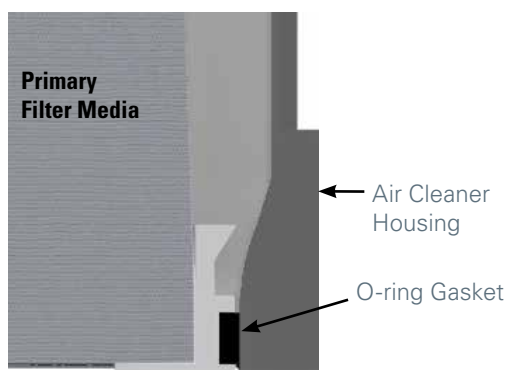 Primary
Filter Media
Air Cleaner
Housing
O-ring Gasket